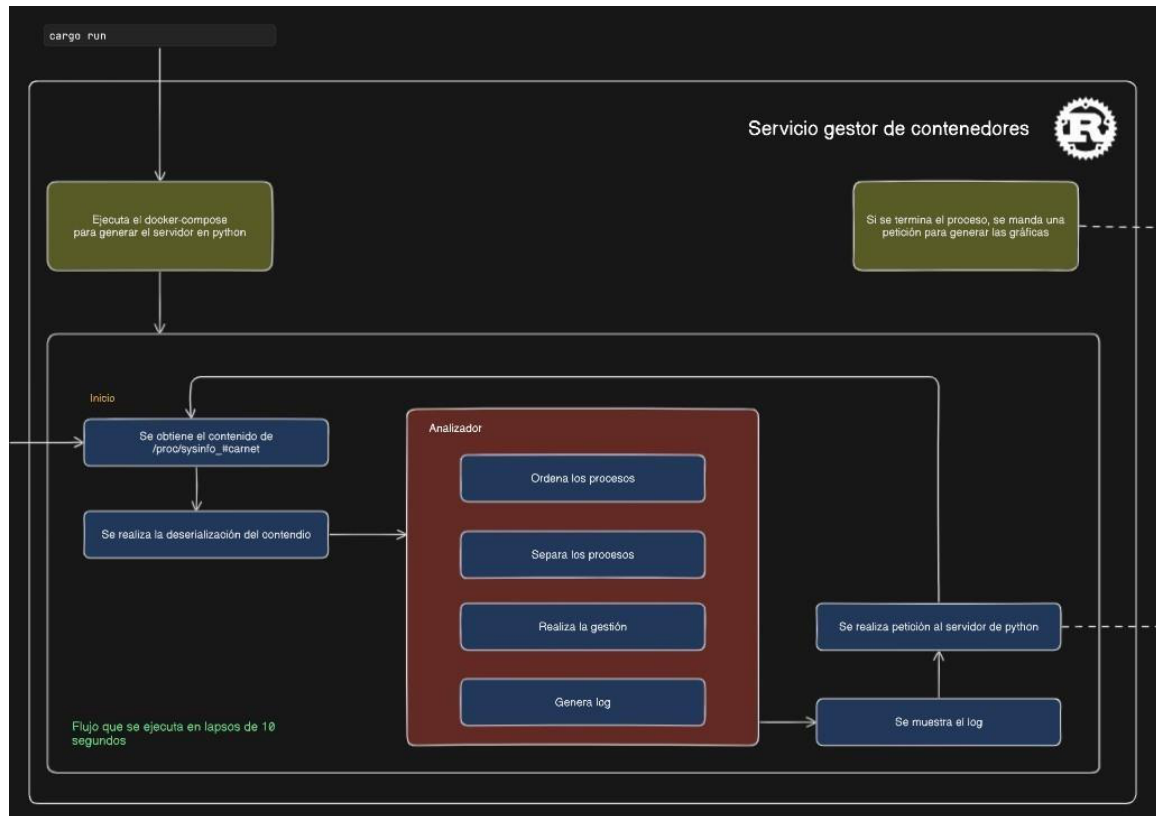 cargo run
Servicio gestor de contenedores
R
Ejecuta el docker-compose
para generar el servidor en python
Si se termina el proceso, se manda una
petición para generar las gráficas
Inicio
Se obtiene el contenido de
/proc/sysinfo_#carnet
Se realiza la deserialización del contendio
Analizador
Ordena los procesos
Separa los procesos
Realiza la gestión
Genera log
Se realiza petición al servidor de python
Se muestra el log
Flujo que se ejecuta en lapsos de 10
segundos